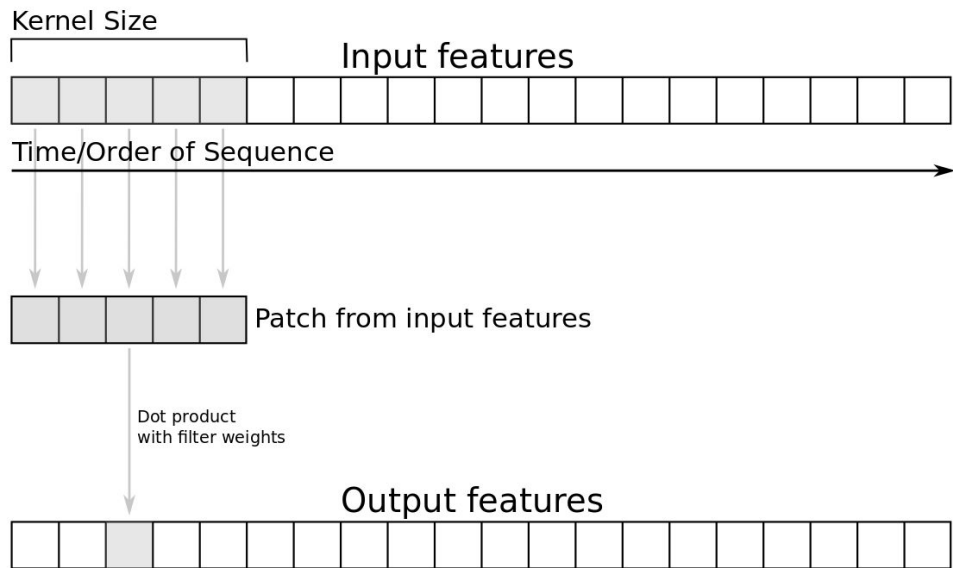 Kernel Size
Input features
Time/Order of Sequence
Patch from input features
Dot product
with filter weights
Output features